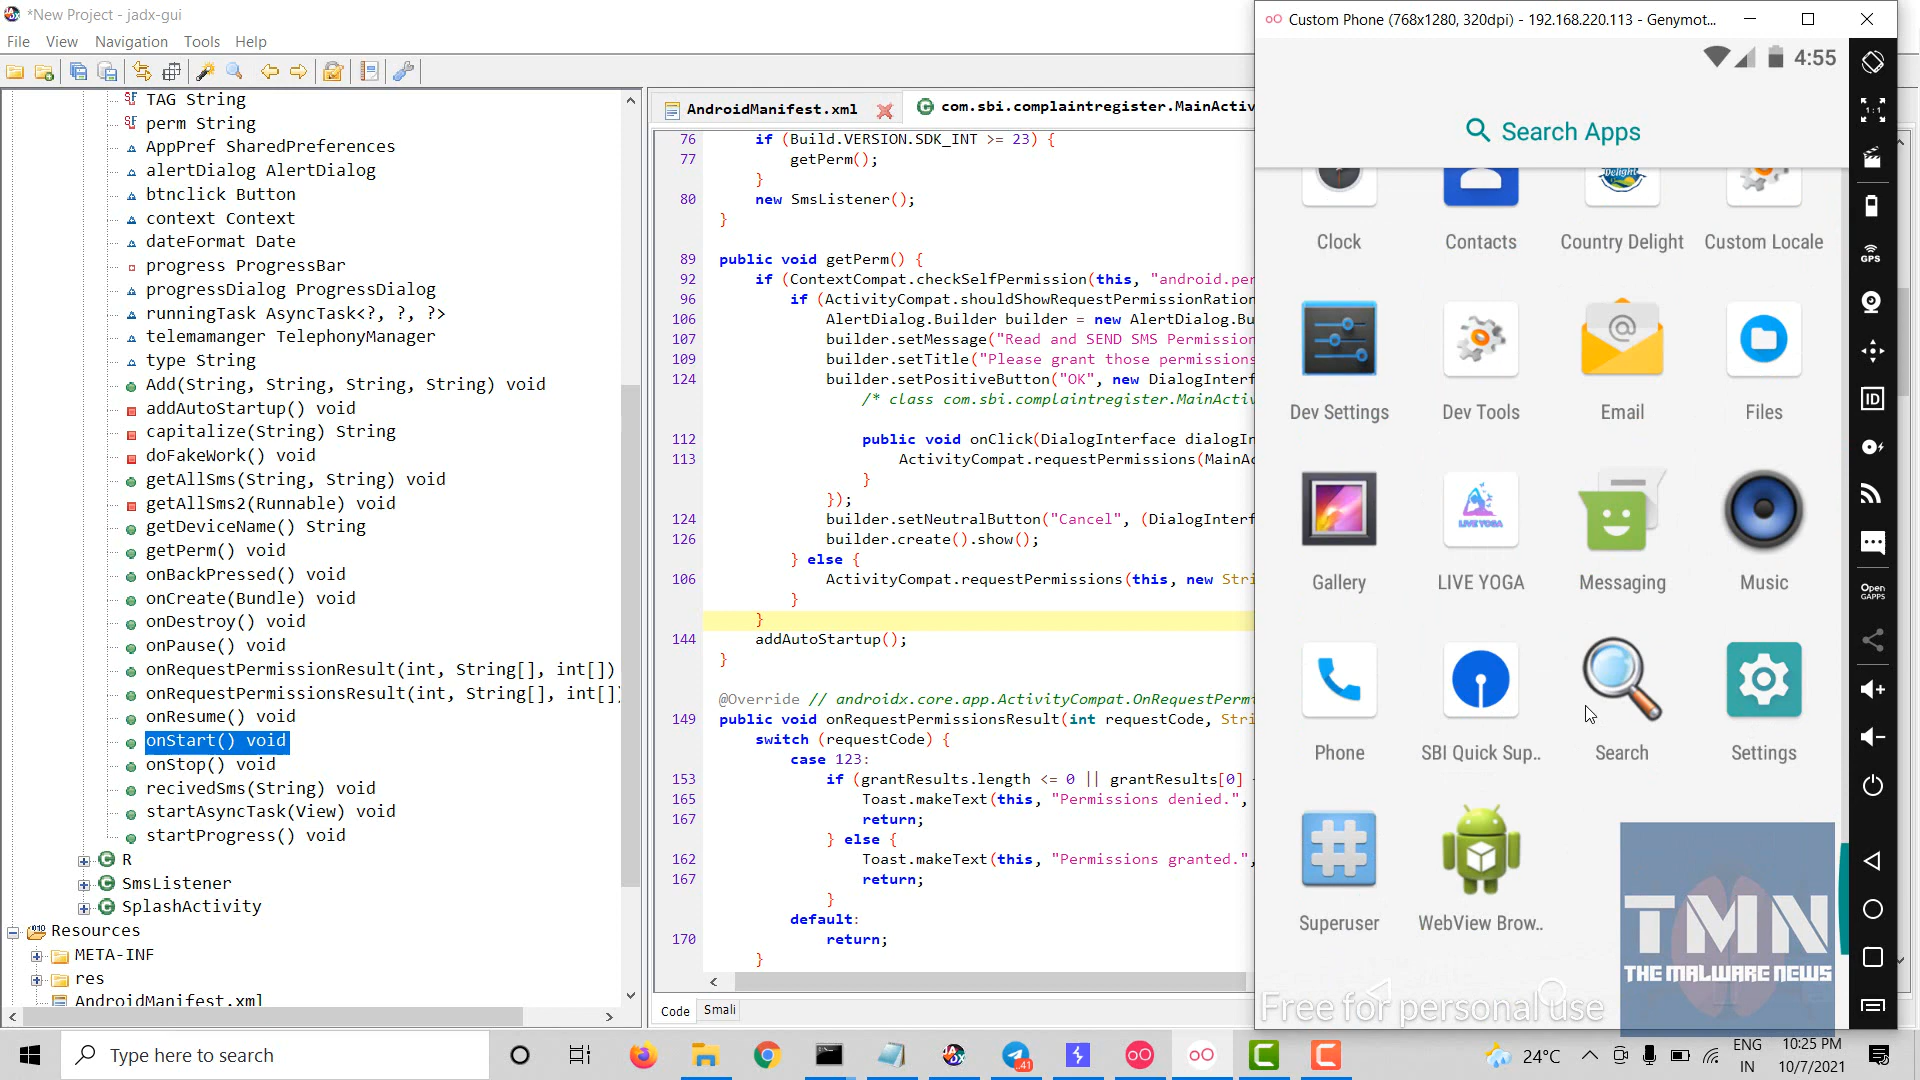 *New Project - jadx-gui
File View Navigation Tools Help
TAG String
perm String
AppPref SharedPreferences
alertDialog AlertDialog
btnclick Button
context Context
dateFormat Date
progress ProgressBar
progressDialog ProgressDialog
runningTask AsyncTask<?, ?, ?>
telemamanger TelephonyManager
type String
Add(String, String, String, String) void
addAutoStartup() void
capitalize(String) String
doFakeWork() void
getAllSms(String, String) void
getAllSms2(Runnable) void
getDeviceName() String
getPerm() void
onBackPressed() void
onCreate(Bundle) void
onDestroy() void
onPause() void
onRequestPermissionResult(int, String[], int[])
onRequestPermissionsResult(int, String[], int[]
onResume() void
onStart() void
onStop() void
recivedSms(String) void
startAsyncTask(View) void
startProgress() void
R
SmsListener
SplashActivity
Resources
META-INF
res
AndroidManifest.xml
AndroidManifest.xml
com.sbi.complaintregister.MainActiv
76 if (Build.VERSION.SDK_INT >= 23) {
77 getPerm();
}
80 new SmsListener();
}
89 public void getPerm() {
92 if (ContextCompat.checkSelfPermission(this, "android.per
96 if (ActivityCompat.shouldShowRequestPermissionRation
106 AlertDialog.Builder builder = new AlertDialog.Bu
107 builder.setMessage("Read and SEND SMS Permission
109 builder.setTitle("Please grant those permissions
124 builder.setPositiveButton("OK", new DialogInterf
/* class com.sbi.complaintregister.MainActiv
112 public void onClick(DialogInterface dialogIn
113 ActivityCompat.requestPermissions(MainAc
}
});
124 builder.setNeutralButton("Cancel", (DialogInterf
126 builder.create().show();
} else {
106 ActivityCompat.requestPermissions(this, new Stri
}
}
144 addAutoStartup();
}
@Override // androidx.core.app.ActivityCompat.OnRequestPermi
149 public void onRequestPermissionsResult(int requestCode, Stri
switch (requestCode) {
case 123:
153 if (grantResults.length <= 0 || grantResults[0]
165 Toast.makeText(this, "Permissions denied.",
167 return;
} else {
162 Toast.makeText(this, "Permissions granted.",
167 return;
}
default:
170 return;
}
Code Smali
Custom Phone (768x1280, 320dpi) - 192.168.220.113 - Genymot...
4:55
Search Apps
Clock Contacts Country Delight Custom Locale
Dev Settings Dev Tools Email Files
LIVE YOGA
Gallery LIVE YOGA Messaging Music
Phone SBI Quick Sup.. Search Settings
Superuser WebView Brow..
TMN
THE MALWARE NEWS
Free for personal use
1:1
GPS
ID
Open
GAPPS
Type here to search
41
24°C
ENG
IN
10:25 PM
10/7/2021